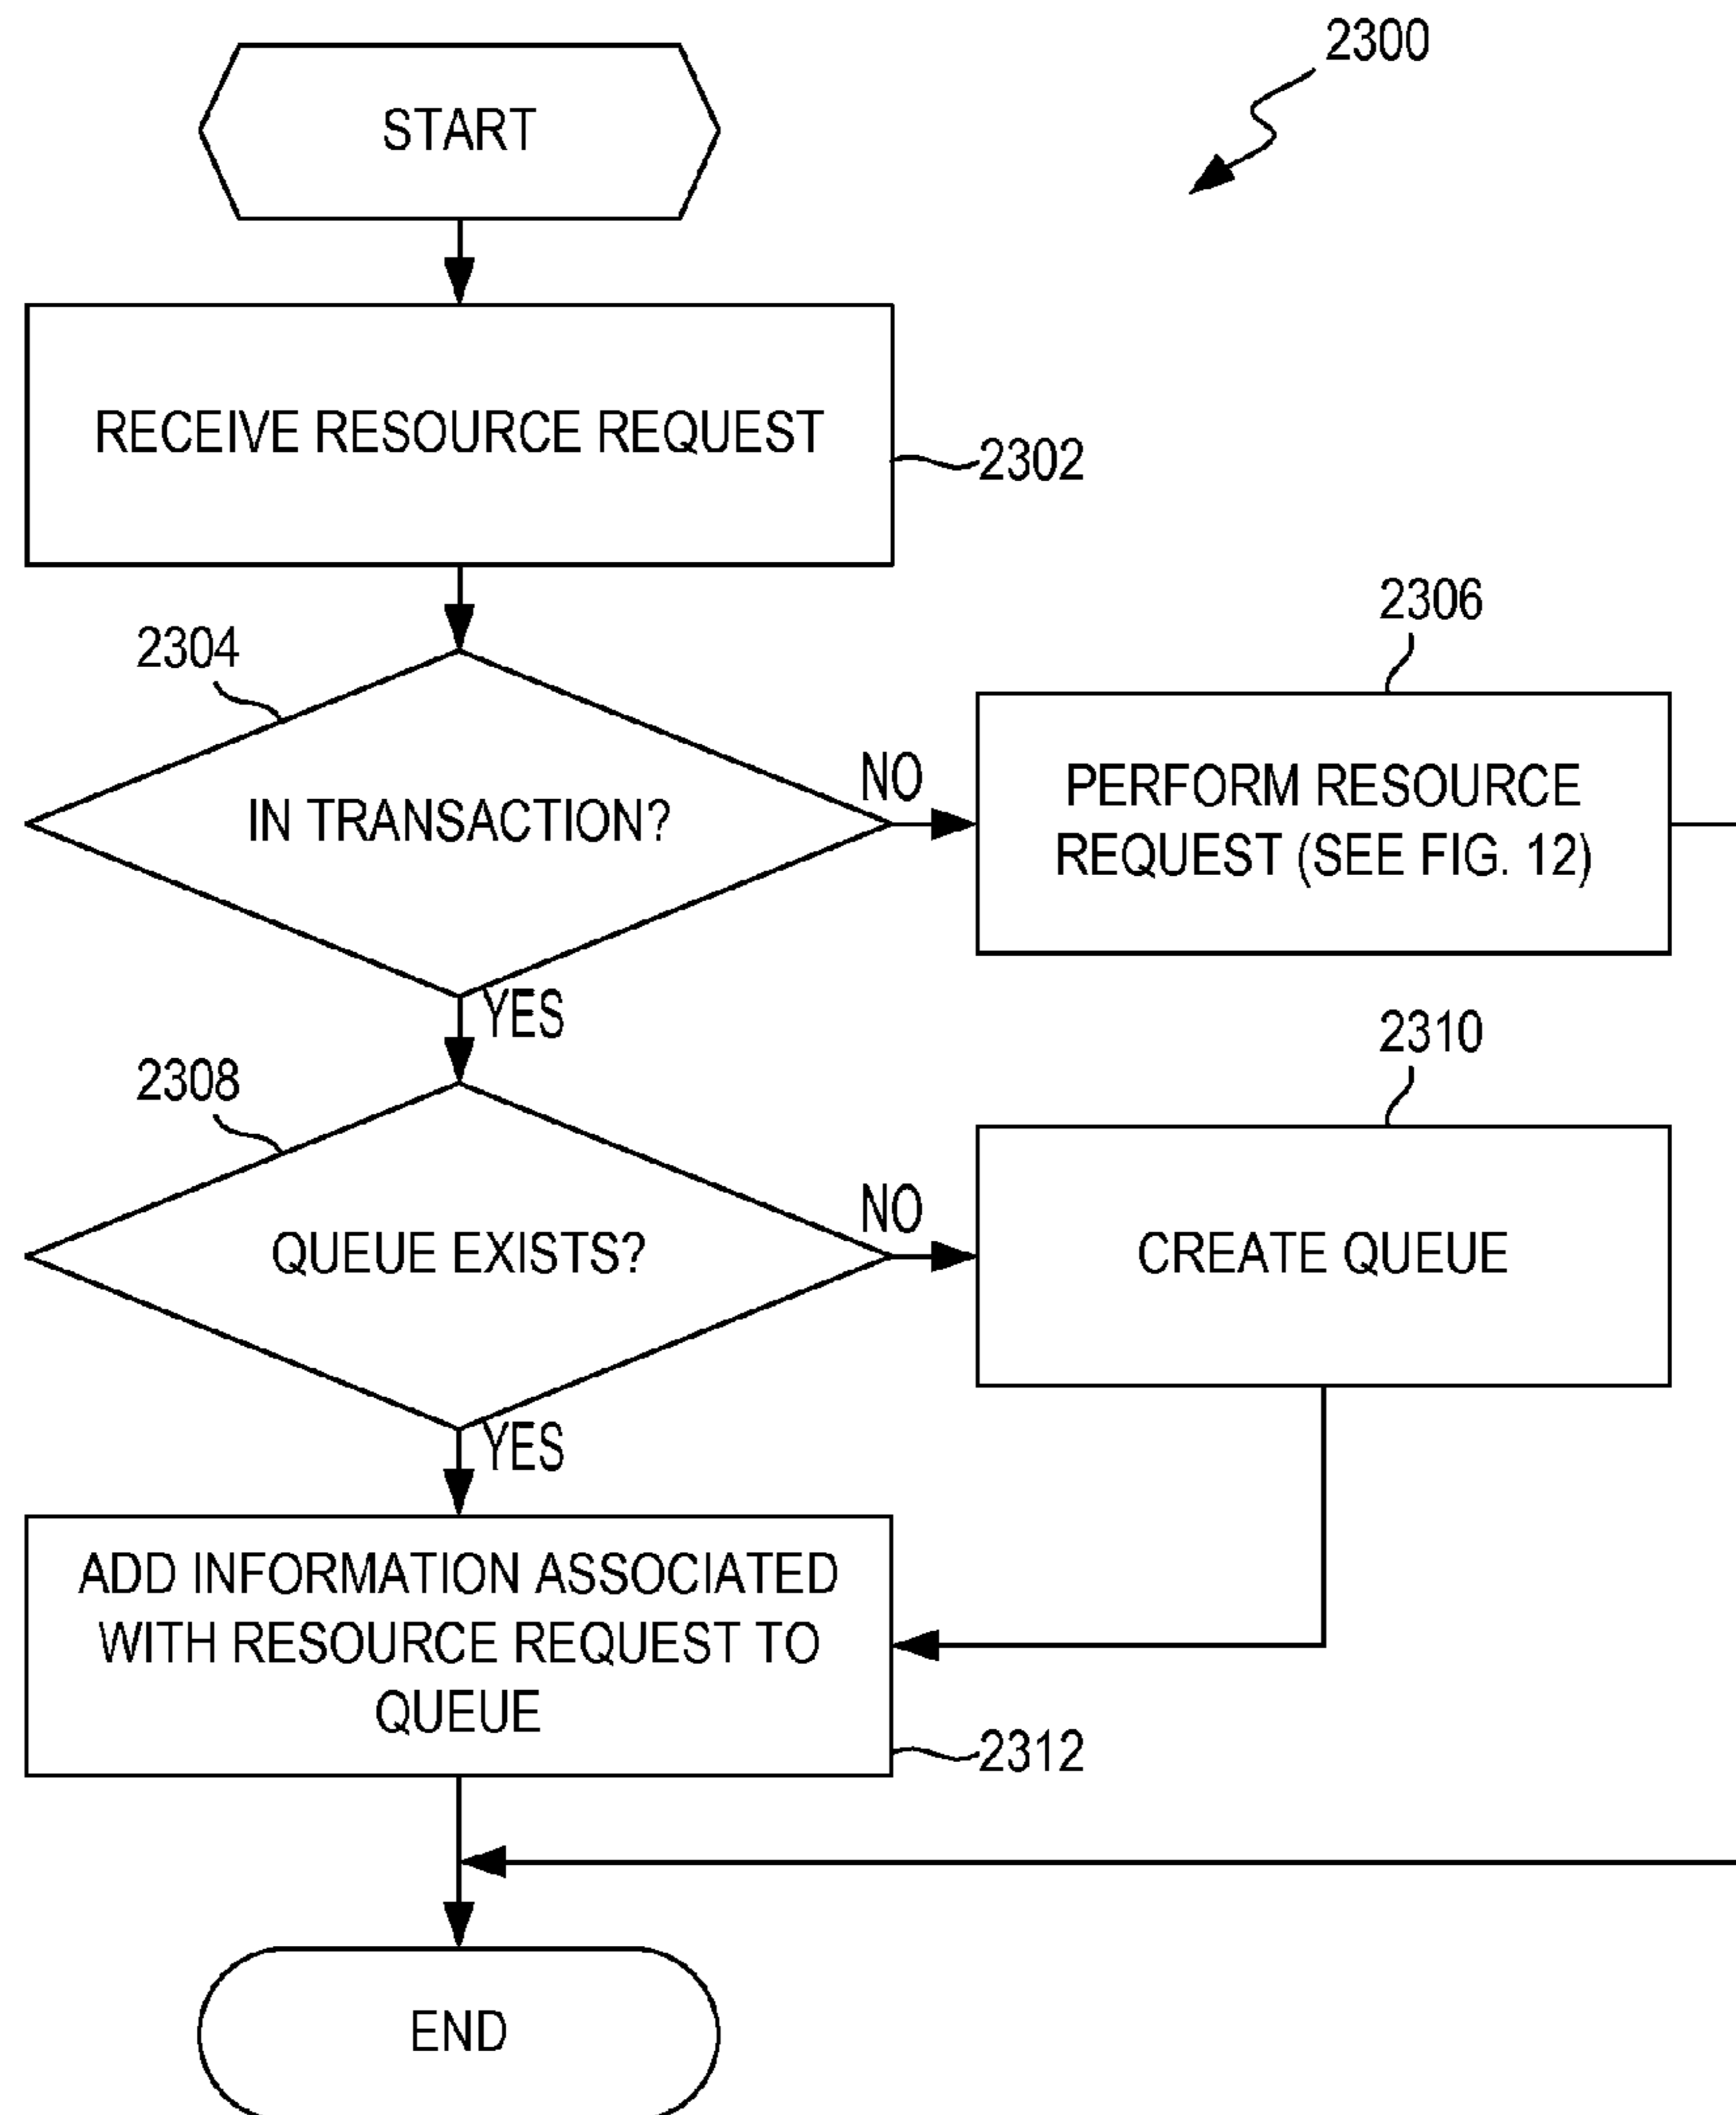 2300
START
RECEIVE RESOURCE REQUEST
2302
2304
IN TRANSACTION?
NO
2306
PERFORM RESOURCE
REQUEST (SEE FIG. 12)
YES
2308
QUEUE EXISTS?
NO
2310
CREATE QUEUE
YES
ADD INFORMATION ASSOCIATED
WITH RESOURCE REQUEST TO
QUEUE
2312
END